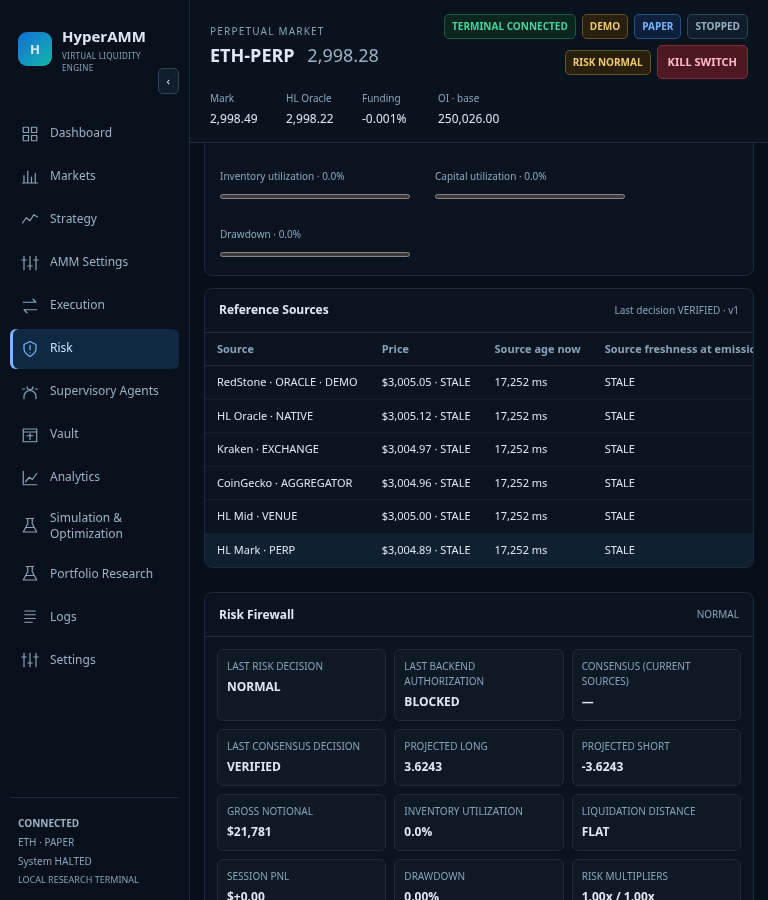 H
HyperAMM
VIRTUAL LIQUIDITY
ENGINE
‹
Dashboard
Markets
Strategy
AMM Settings
Execution
Risk
Supervisory Agents
Vault
Analytics
Simulation &
Optimization
Portfolio Research
Logs
Settings
CONNECTED
ETH · PAPER
System HALTED
LOCAL RESEARCH TERMINAL
PERPETUAL MARKET
ETH-PERP 2,998.28
TERMINAL CONNECTED DEMO PAPER STOPPED
RISK NORMAL KILL SWITCH
Mark HL Oracle Funding OI · base
2,998.49 2,998.22 -0.001% 250,026.00
Inventory utilization · 0.0% Capital utilization · 0.0%
Drawdown · 0.0%
Reference Sources Last decision VERIFIED · v1
Source Price Source age now Source freshness at emissio
RedStone · ORACLE · DEMO $3,005.05 · STALE 17,252 ms STALE
HL Oracle · NATIVE $3,005.12 · STALE 17,252 ms STALE
Kraken · EXCHANGE $3,004.97 · STALE 17,252 ms STALE
CoinGecko · AGGREGATOR $3,004.96 · STALE 17,252 ms STALE
HL Mid · VENUE $3,005.00 · STALE 17,252 ms STALE
HL Mark · PERP $3,004.89 · STALE 17,252 ms STALE
Risk Firewall NORMAL
LAST RISK DECISION
NORMAL
LAST BACKEND
AUTHORIZATION
BLOCKED
CONSENSUS (CURRENT
SOURCES)
—
LAST CONSENSUS DECISION
VERIFIED
PROJECTED LONG
3.6243
PROJECTED SHORT
-3.6243
GROSS NOTIONAL
$21,781
INVENTORY UTILIZATION
0.0%
LIQUIDATION DISTANCE
FLAT
SESSION PNL
$+0.00
DRAWDOWN
0.00%
RISK MULTIPLIERS
1.00x / 1.00x